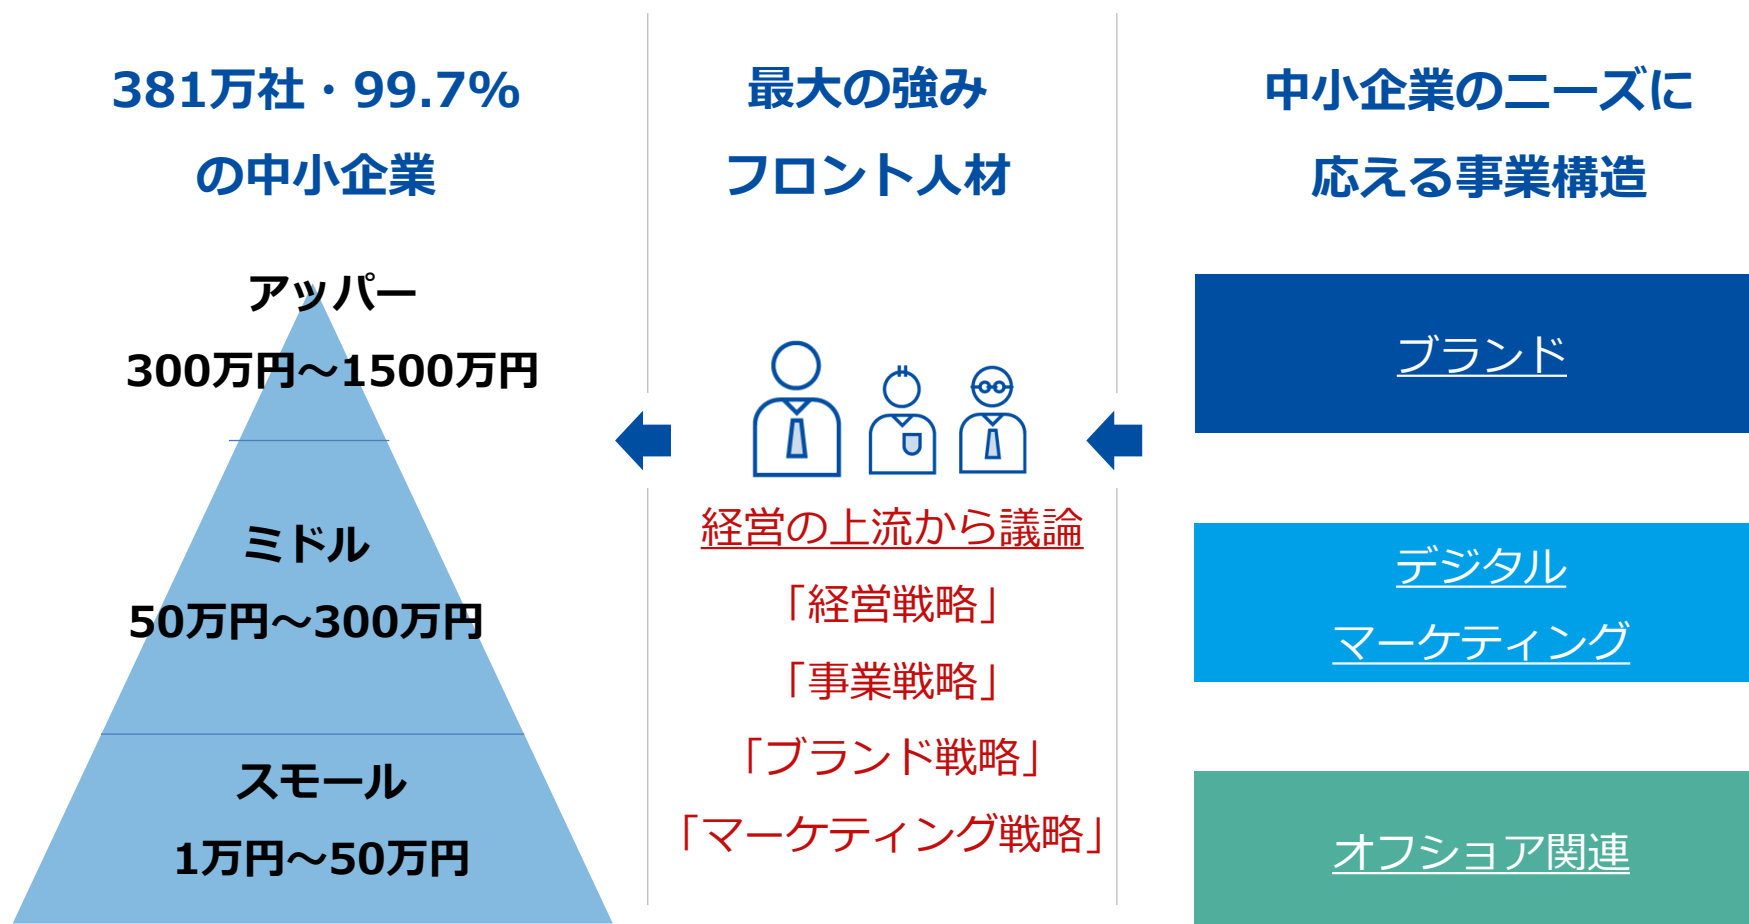 381万社・99.7%
の中小企業
アッパー
300万円～1500万円
ミドル
50万円～300万円
スモール
1万円～50万円
最大の強み
フロント人材
経営の上流から議論
「経営戦略」
「事業戦略」
「ブランド戦略」
「マーケティング戦略」
中小企業のニーズに
応える事業構造
ブランド
デジタル
マーケティング
オフショア関連